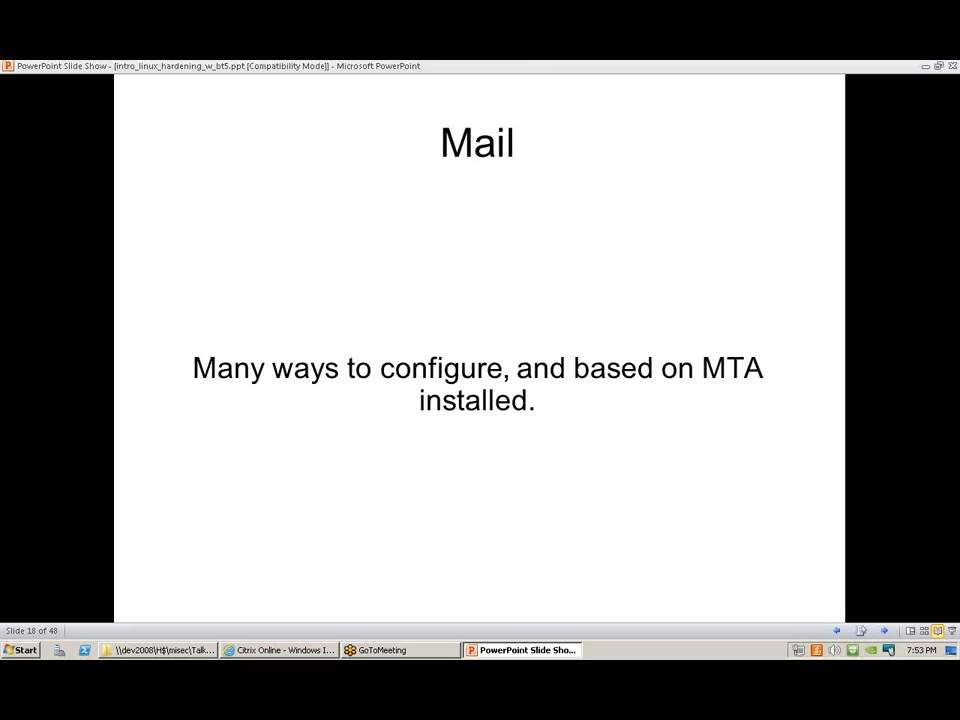 PowerPoint Slide Show - [intro_linux_hardening_w_bt5.ppt [Compatibility Mode]] - Microsoft PowerPoint
Mail
Many ways to configure, and based on MTA
installed.
Slide 18 of 48
Start
\\dev2008\H$\misec\Talk...
Citrix Online - Windows I...
GoToMeeting
PowerPoint Slide Sho...
7:53 PM